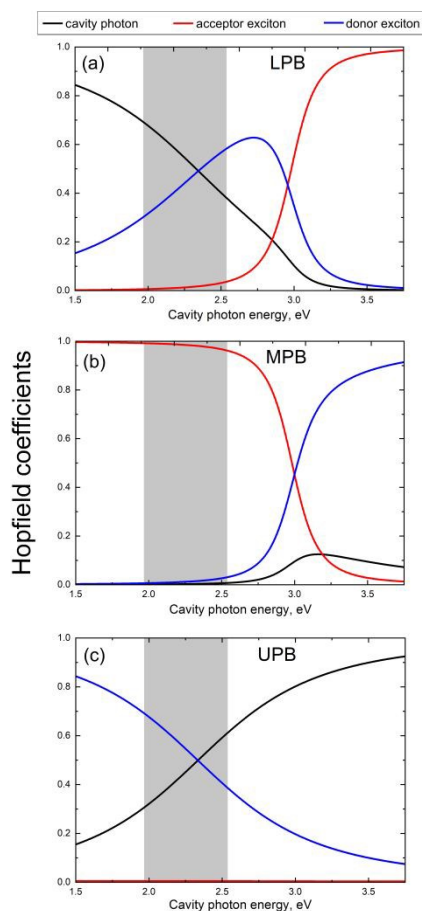 cavity photon acceptor exciton donor exciton
(a) LPB
1.0
0.8
0.6
0.4
0.2
0.0
1.5 2.0 2.5 3.0 3.5
Cavity photon energy, eV
(b) MPB
1.0
0.8
0.6
0.4
0.2
0.0
1.5 2.0 2.5 3.0 3.5
Cavity photon energy, eV
Hopfield coefficients
(c) UPB
1.0
0.8
0.6
0.4
0.2
0.0
1.5 2.0 2.5 3.0 3.5
Cavity photon energy, eV